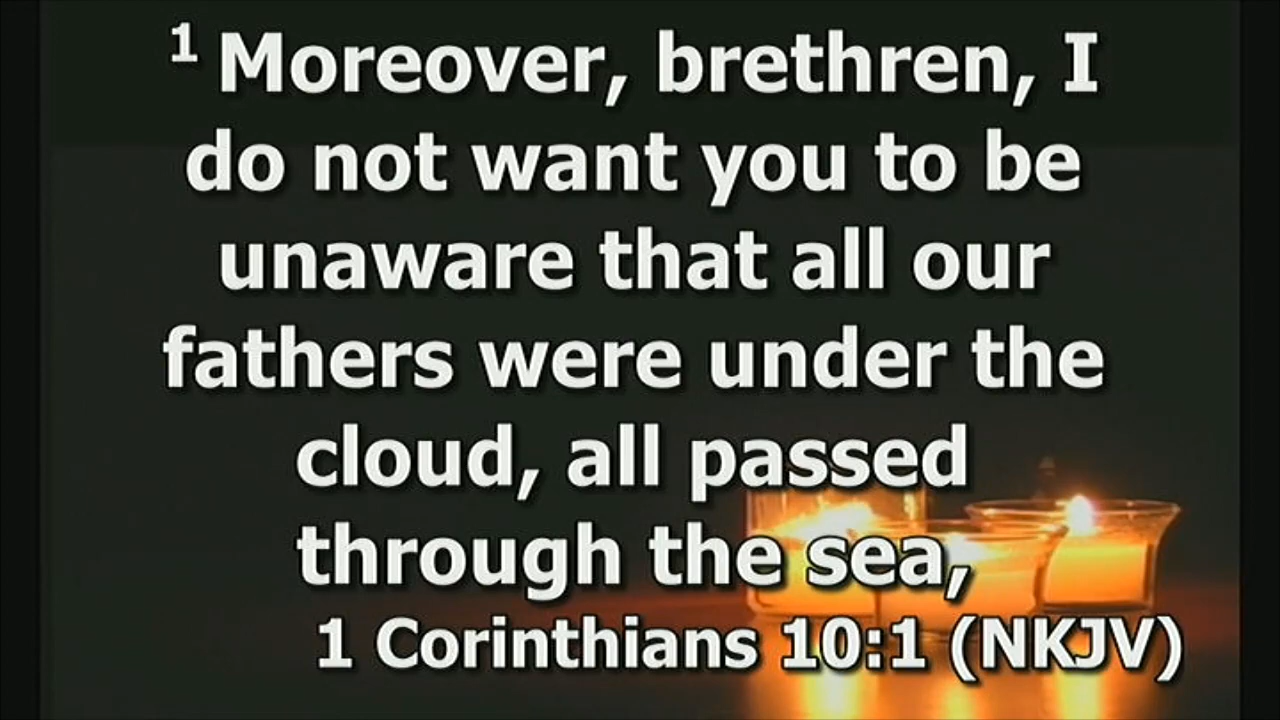 1 Moreover, brethren, I
do not want you to be
unaware that all our
fathers were under the
cloud, all passed
through the sea,
1 Corinthians 10:1 (NKJV)